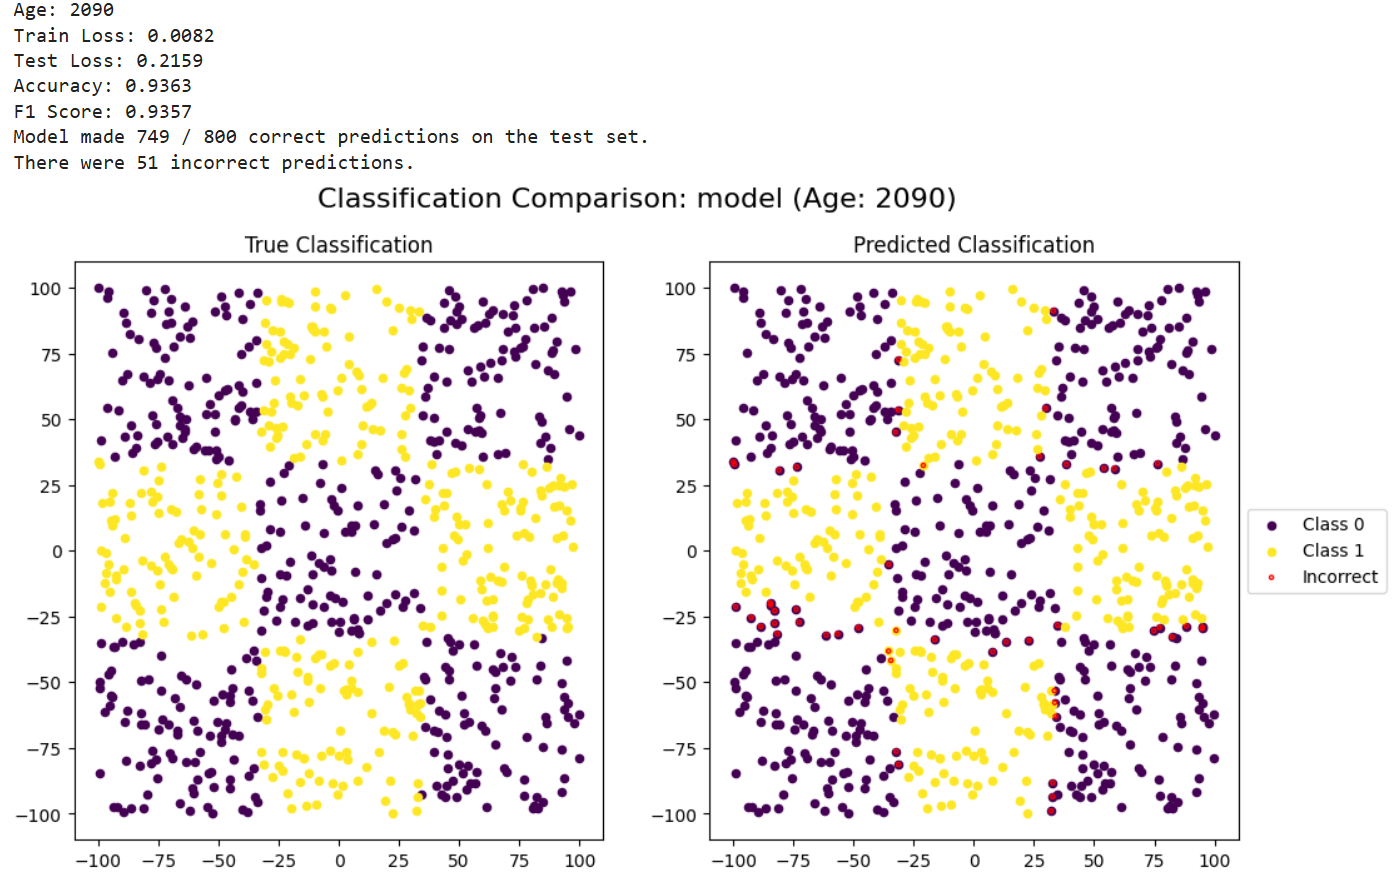 Age: 2090
Train Loss: 0.0082
Test Loss: 0.2159
Accuracy: 0.9363
F1 Score: 0.9357
Model made 749 / 800 correct predictions on the test set.
There were 51 incorrect predictions.
Classification Comparison: model (Age: 2090)
True Classification
100
75
50
25
0
−25
−50
−75
−100
−100 −75 −50 −25 0 25 50 75 100
Predicted Classification
100
75
50
25
0
−25
−50
−75
−100
−100 −75 −50 −25 0 25 50 75 100
Class 0
Class 1
Incorrect